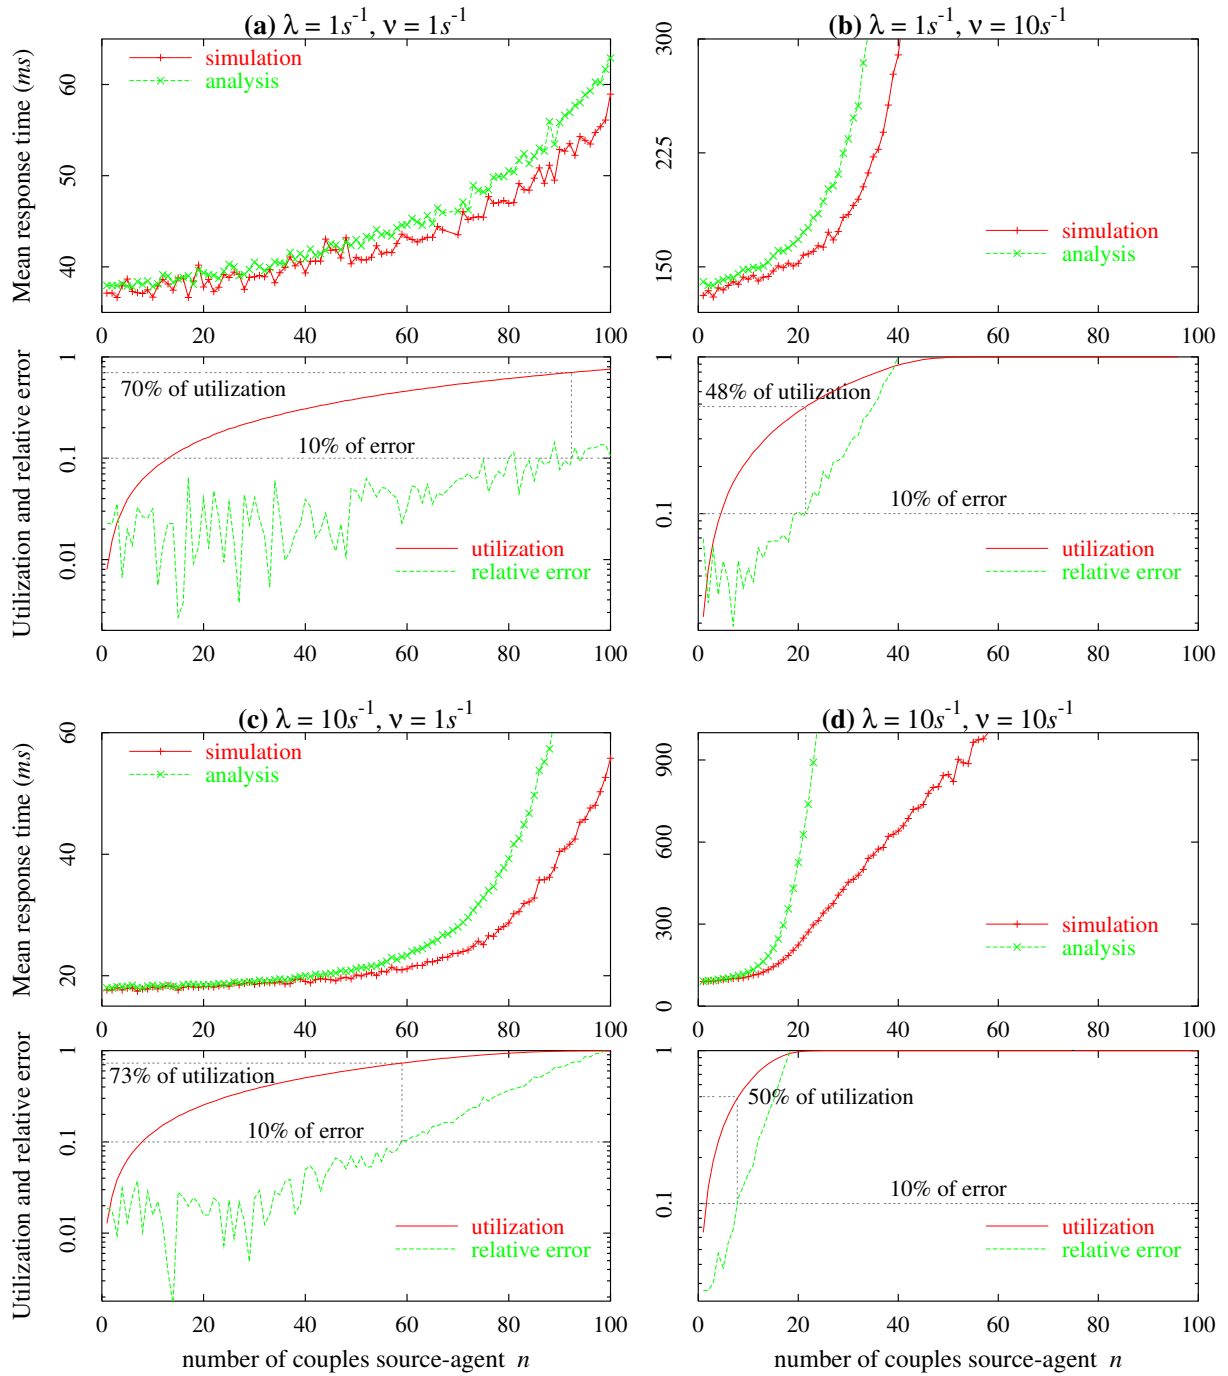 (a) λ = 1s⁻¹, ν = 1s⁻¹
Mean response time (ms)
60
50
40
simulation
analysis
0 20 40 60 80 100
Utilization and relative error
1
0.1
0.01
70% of utilization
10% of error
utilization
relative error
0 20 40 60 80 100
(b) λ = 1s⁻¹, ν = 10s⁻¹
300
225
150
simulation
analysis
0 20 40 60 80 100
1
0.1
48% of utilization
10% of error
utilization
relative error
0 20 40 60 80 100
(c) λ = 10s⁻¹, ν = 1s⁻¹
Mean response time (ms)
60
40
20
simulation
analysis
0 20 40 60 80 100
Utilization and relative error
1
0.1
0.01
73% of utilization
10% of error
utilization
relative error
0 20 40 60 80 100
number of couples source-agent n
(d) λ = 10s⁻¹, ν = 10s⁻¹
900
600
300
0
simulation
analysis
0 20 40 60 80 100
1
0.1
50% of utilization
10% of error
utilization
relative error
0 20 40 60 80 100
number of couples source-agent n